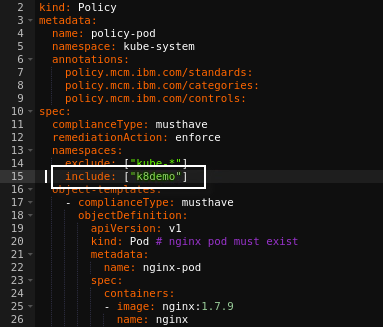 2 kind: Policy
3 metadata:
4 name: policy-pod
5 namespace: kube-system
6 annotations:
7 policy.mcm.ibm.com/standards:
8 policy.mcm.ibm.com/categories:
9 policy.mcm.ibm.com/controls:
10 spec:
11 complianceType: musthave
12 remediationAction: enforce
13 namespaces:
14 exclude: ["kube-*"]
15 include: ["k8demo"]
16 object-templates:
17 - complianceType: musthave
18 objectDefinition:
19 apiVersion: v1
20 kind: Pod # nginx pod must exist
21 metadata:
22 name: nginx-pod
23 spec:
24 containers:
25 - image: nginx:1.7.9
26 name: nginx